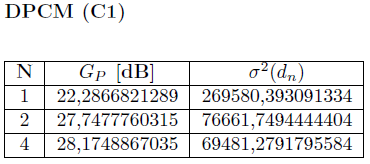 DPCM (C1)
N G_P [dB] σ²(d_n)
1 22,2866821289 269580,393091334
2 27,7477760315 76661,7494444404
4 28,1748867035 69481,2791795584